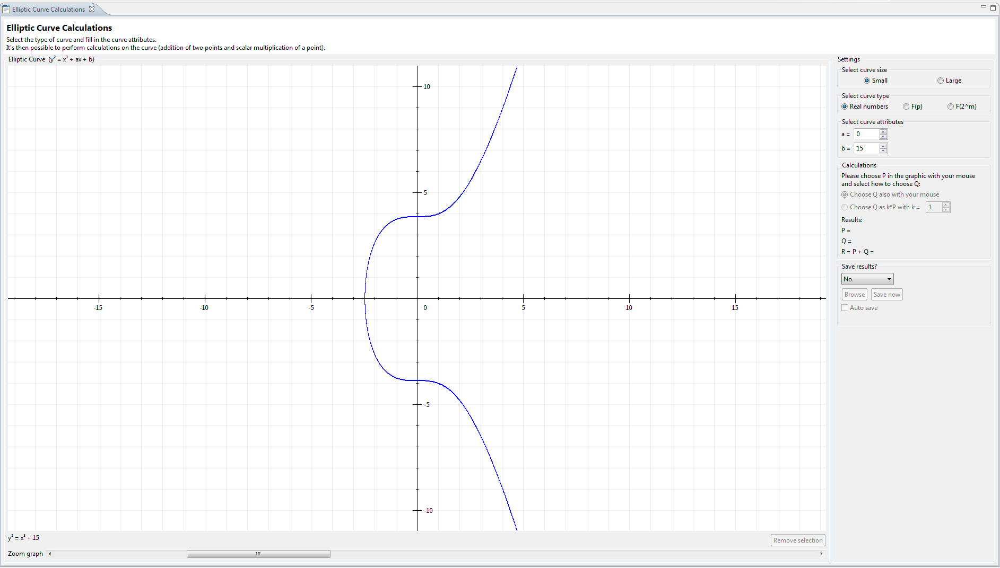 Elliptic Curve Calculations
Elliptic Curve Calculations
Select the type of curve and fill in the curve attributes.
It's then possible to perform calculations on the curve (addition of two points and scalar multiplication of a point).
Elliptic Curve (y² = x³ + ax + b)
10
5
-15 -10 -5 0 5 10 15
-5
-10
y² = x³ + 15
Remove selection
Zoom graph
Settings
Select curve size
Small Large
Select curve type
Real numbers F(p) F(2^m)
Select curve attributes
a = 0
b = 15
Calculations
Please choose P in the graphic with your mouse
and select how to choose Q:
Choose Q also with your mouse
Choose Q as k*P with k = 1
Results:
P =
Q =
R = P + Q =
Save results?
No
Browse Save now
Auto save